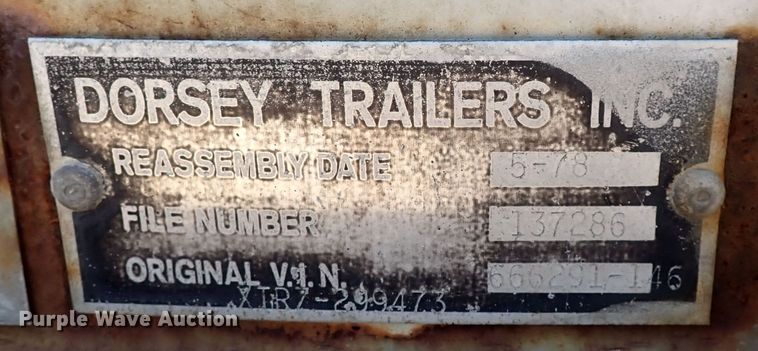 DORSEY TRAILERS INC.
REASSEMBLY DATE 5-78
FILE NUMBER 137286
ORIGINAL V.I.N. 666291-146
XTR7-299473
Purple Wave Auction